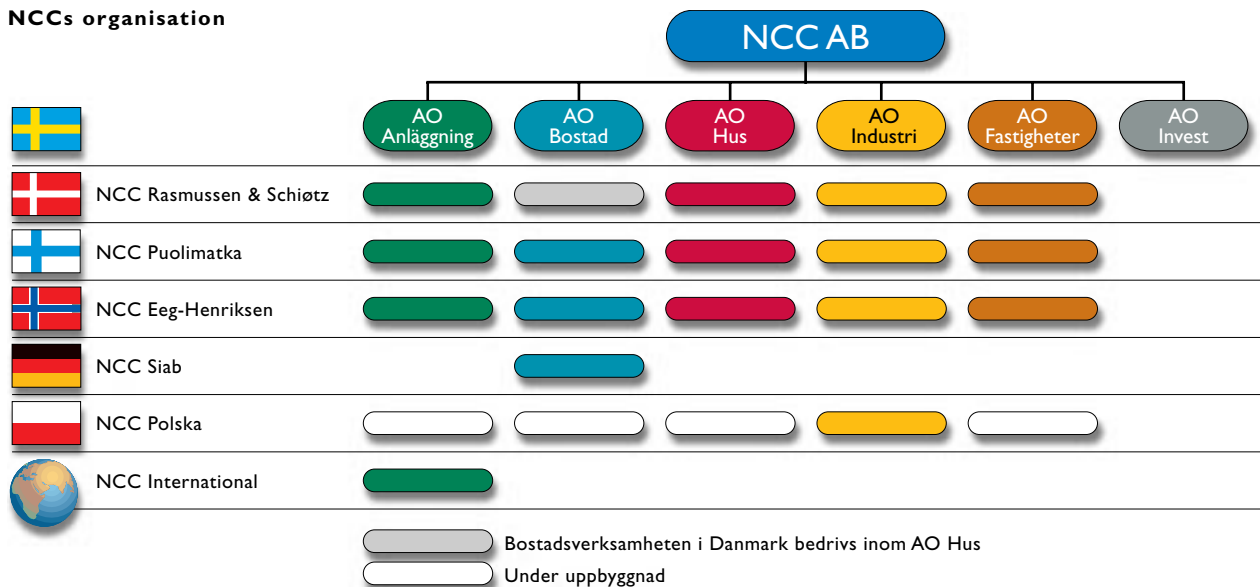 NCCs organisation
NCC AB
AO
Anläggning
AO
Bostad
AO
Hus
AO
Industri
AO
Fastigheter
AO
Invest
NCC Rasmussen & Schiøtz
NCC Puolimatka
NCC Eeg-Henriksen
NCC Siab
NCC Polska
NCC International
Bostadsverksamheten i Danmark bedrivs inom AO Hus
Under uppbyggnad